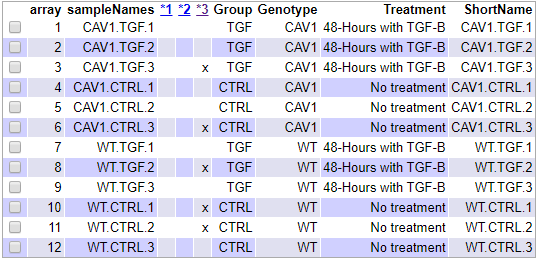 array sampleNames *1 *2 *3 Group Genotype Treatment ShortName
1 CAV1.TGF.1 TGF CAV1 48-Hours with TGF-B CAV1.TGF.1
2 CAV1.TGF.2 TGF CAV1 48-Hours with TGF-B CAV1.TGF.2
3 CAV1.TGF.3 x TGF CAV1 48-Hours with TGF-B CAV1.TGF.3
4 CAV1.CTRL.1 CTRL CAV1 No treatment CAV1.CTRL.1
5 CAV1.CTRL.2 CTRL CAV1 No treatment CAV1.CTRL.2
6 CAV1.CTRL.3 x CTRL CAV1 No treatment CAV1.CTRL.3
7 WT.TGF.1 TGF WT 48-Hours with TGF-B WT.TGF.1
8 WT.TGF.2 x TGF WT 48-Hours with TGF-B WT.TGF.2
9 WT.TGF.3 TGF WT 48-Hours with TGF-B WT.TGF.3
10 WT.CTRL.1 x CTRL WT No treatment WT.CTRL.1
11 WT.CTRL.2 x CTRL WT No treatment WT.CTRL.2
12 WT.CTRL.3 CTRL WT No treatment WT.CTRL.3